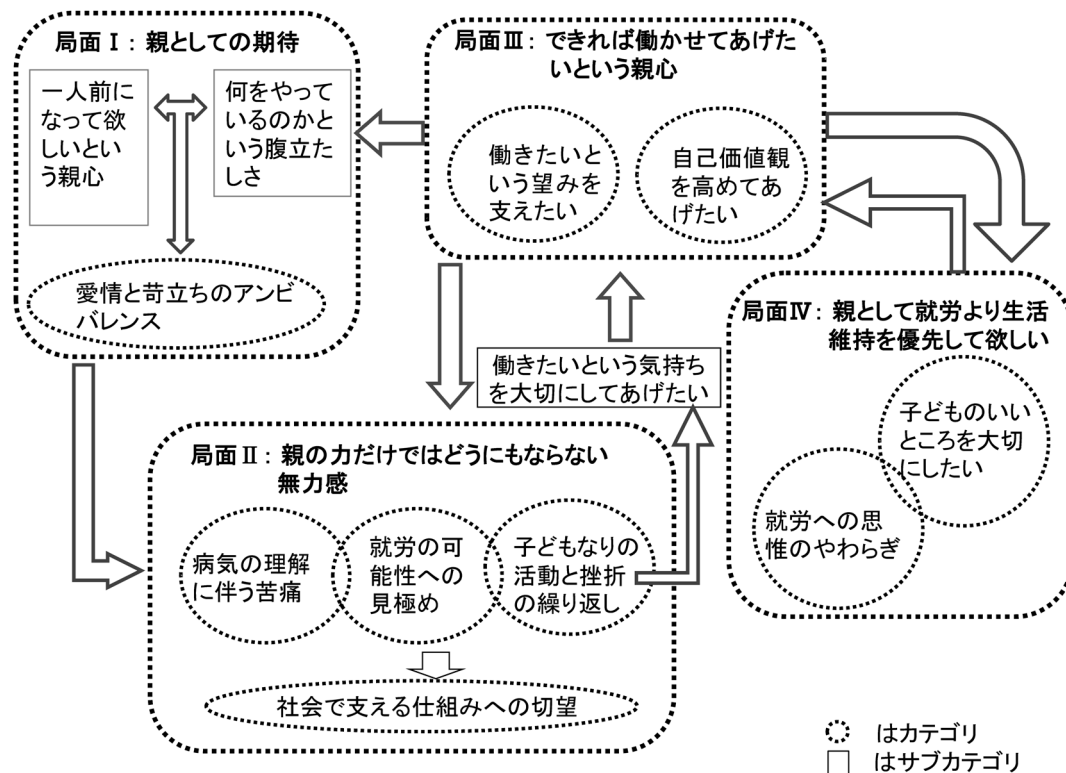 局面Ⅰ：親としての期待
一人前に
なって欲
しいとい
う親心
何をやって
いるのかと
いう腹立た
しさ
愛情と苛立ちのアンビ
バレンス
局面Ⅲ：できれば働かせてあげた
いという親心
働きたいと
いう望みを
支えたい
自己価値観
を高めてあ
げたい
働きたいという気持ち
を大切にしてあげたい
局面Ⅱ：親の力だけではどうにもならない
無力感
病気の理解
に伴う苦痛
就労の可
能性への
見極め
子どもなりの
活動と挫折
の繰り返し
社会で支える仕組みへの切望
局面Ⅳ：親として就労より生活
維持を優先して欲しい
子どものいい
ところを大切
にしたい
就労への思
惟のやわらぎ
はカテゴリ
はサブカテゴリ